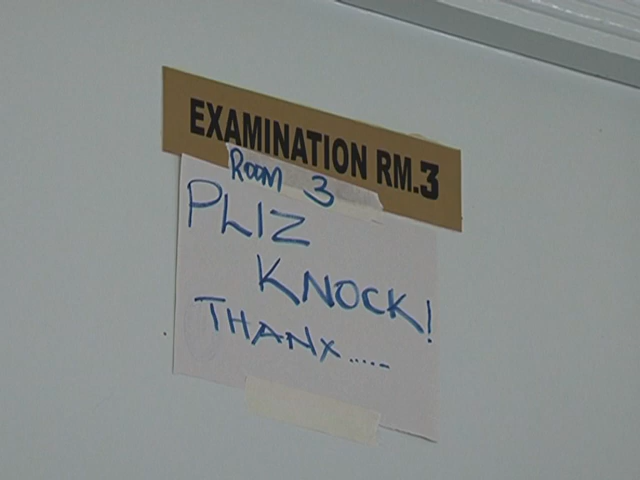 EXAMINATION RM.3
ROOM 3
PLIZ
KNOCK!
THANX.....